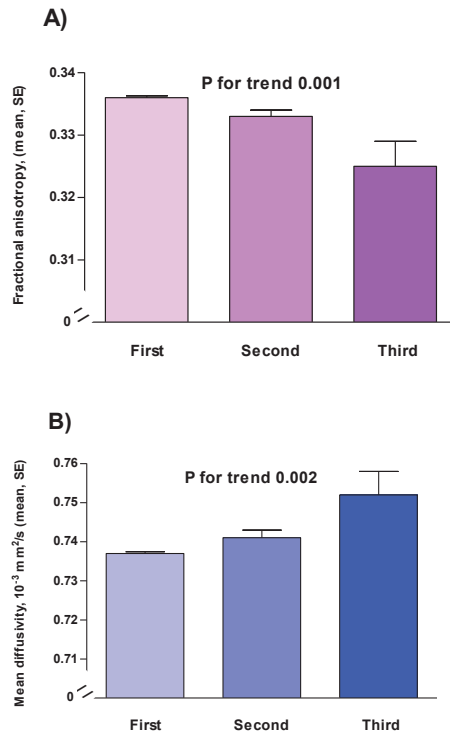 A)
Fractional anisotropy, (mean, SE)
P for trend 0.001
0.34
0.33
0.32
0.31
0
First Second Third
B)
Mean diffusivity, 10⁻³ m m²/s (mean, SE)
P for trend 0.002
0.76
0.75
0.74
0.73
0.72
0.71
0
First Second Third